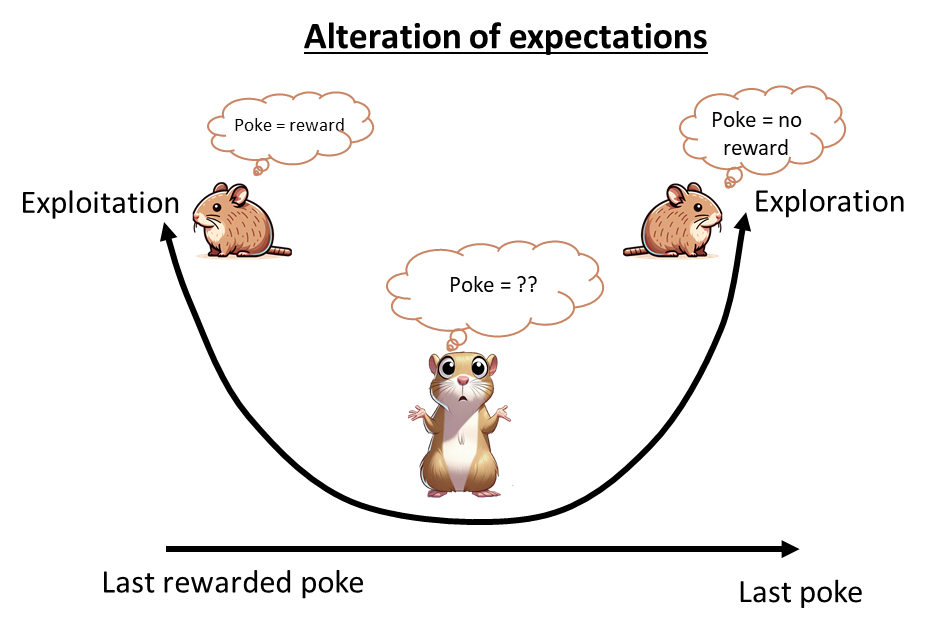 Alteration of expectations
Poke = reward
Poke = no
reward
Exploitation
Exploration
Poke = ??
Last rewarded poke
Last poke